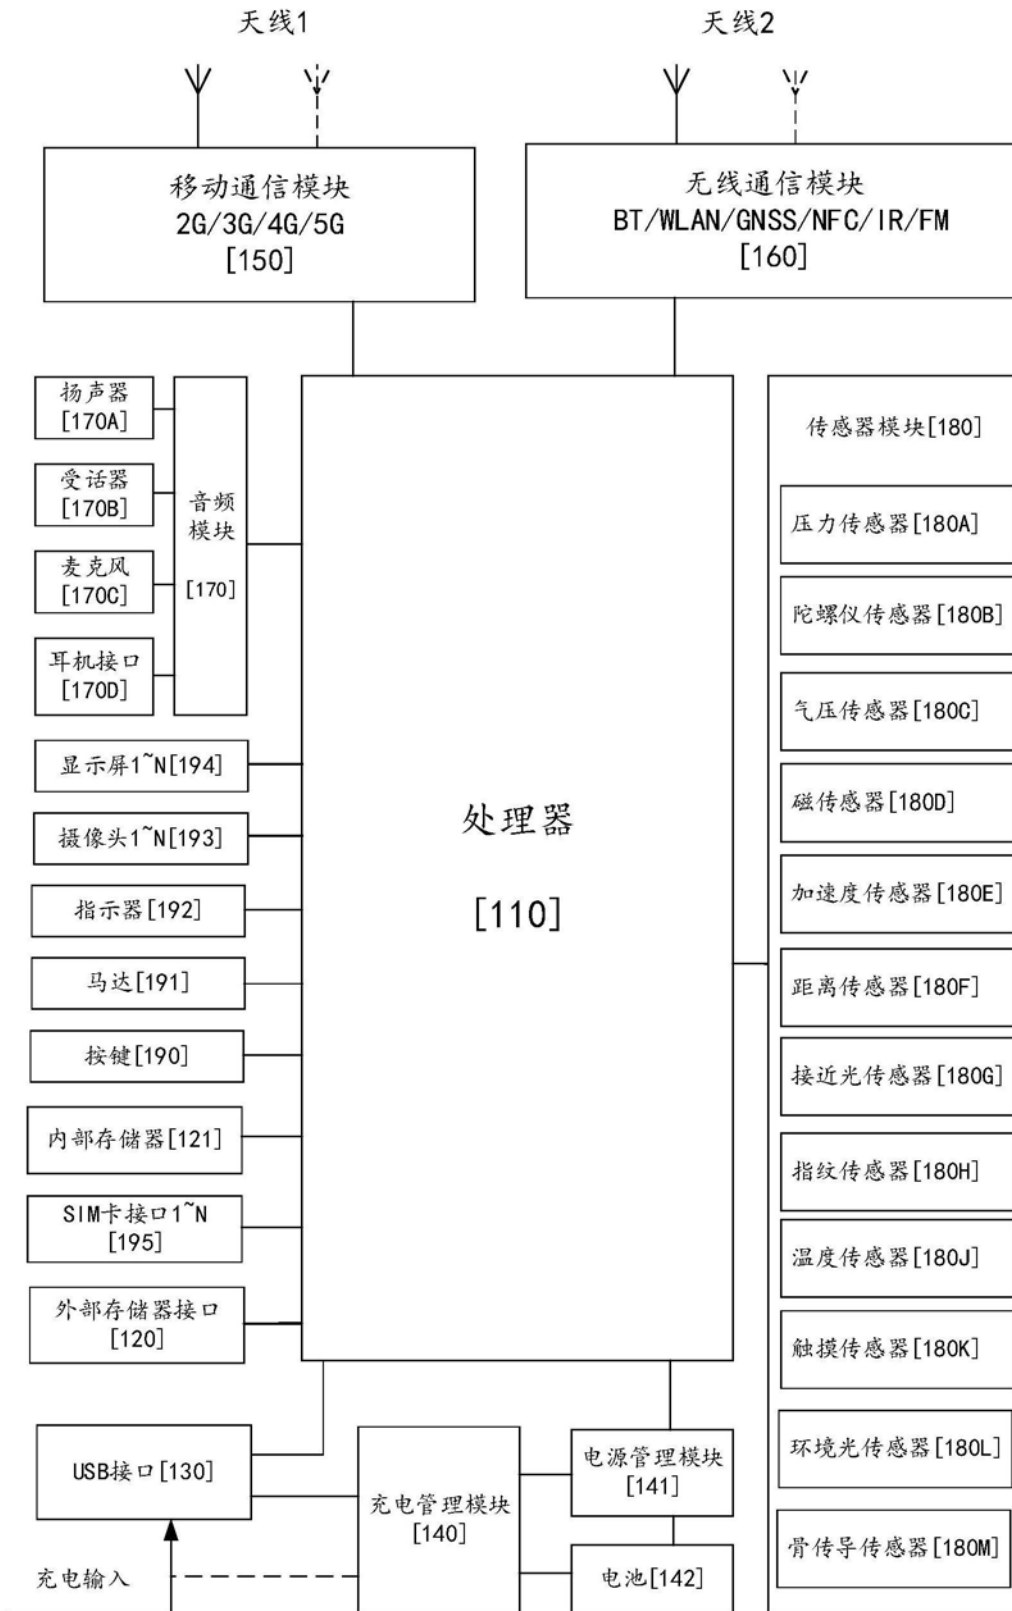 天线1
天线2
移动通信模块
2G/3G/4G/5G
[150]
无线通信模块
BT/WLAN/GNSS/NFC/IR/FM
[160]
扬声器
[170A]
受话器
[170B]
麦克风
[170C]
耳机接口
[170D]
音频
模块
[170]
显示屏1~N[194]
摄像头1~N[193]
指示器[192]
马达[191]
按键[190]
内部存储器[121]
SIM卡接口1~N
[195]
外部存储器接口
[120]
处理器
[110]
传感器模块[180]
压力传感器[180A]
陀螺仪传感器[180B]
气压传感器[180C]
磁传感器[180D]
加速度传感器[180E]
距离传感器[180F]
接近光传感器[180G]
指纹传感器[180H]
温度传感器[180J]
触摸传感器[180K]
环境光传感器[180L]
骨传导传感器[180M]
USB接口[130]
充电管理模块
[140]
电源管理模块
[141]
电池[142]
充电输入